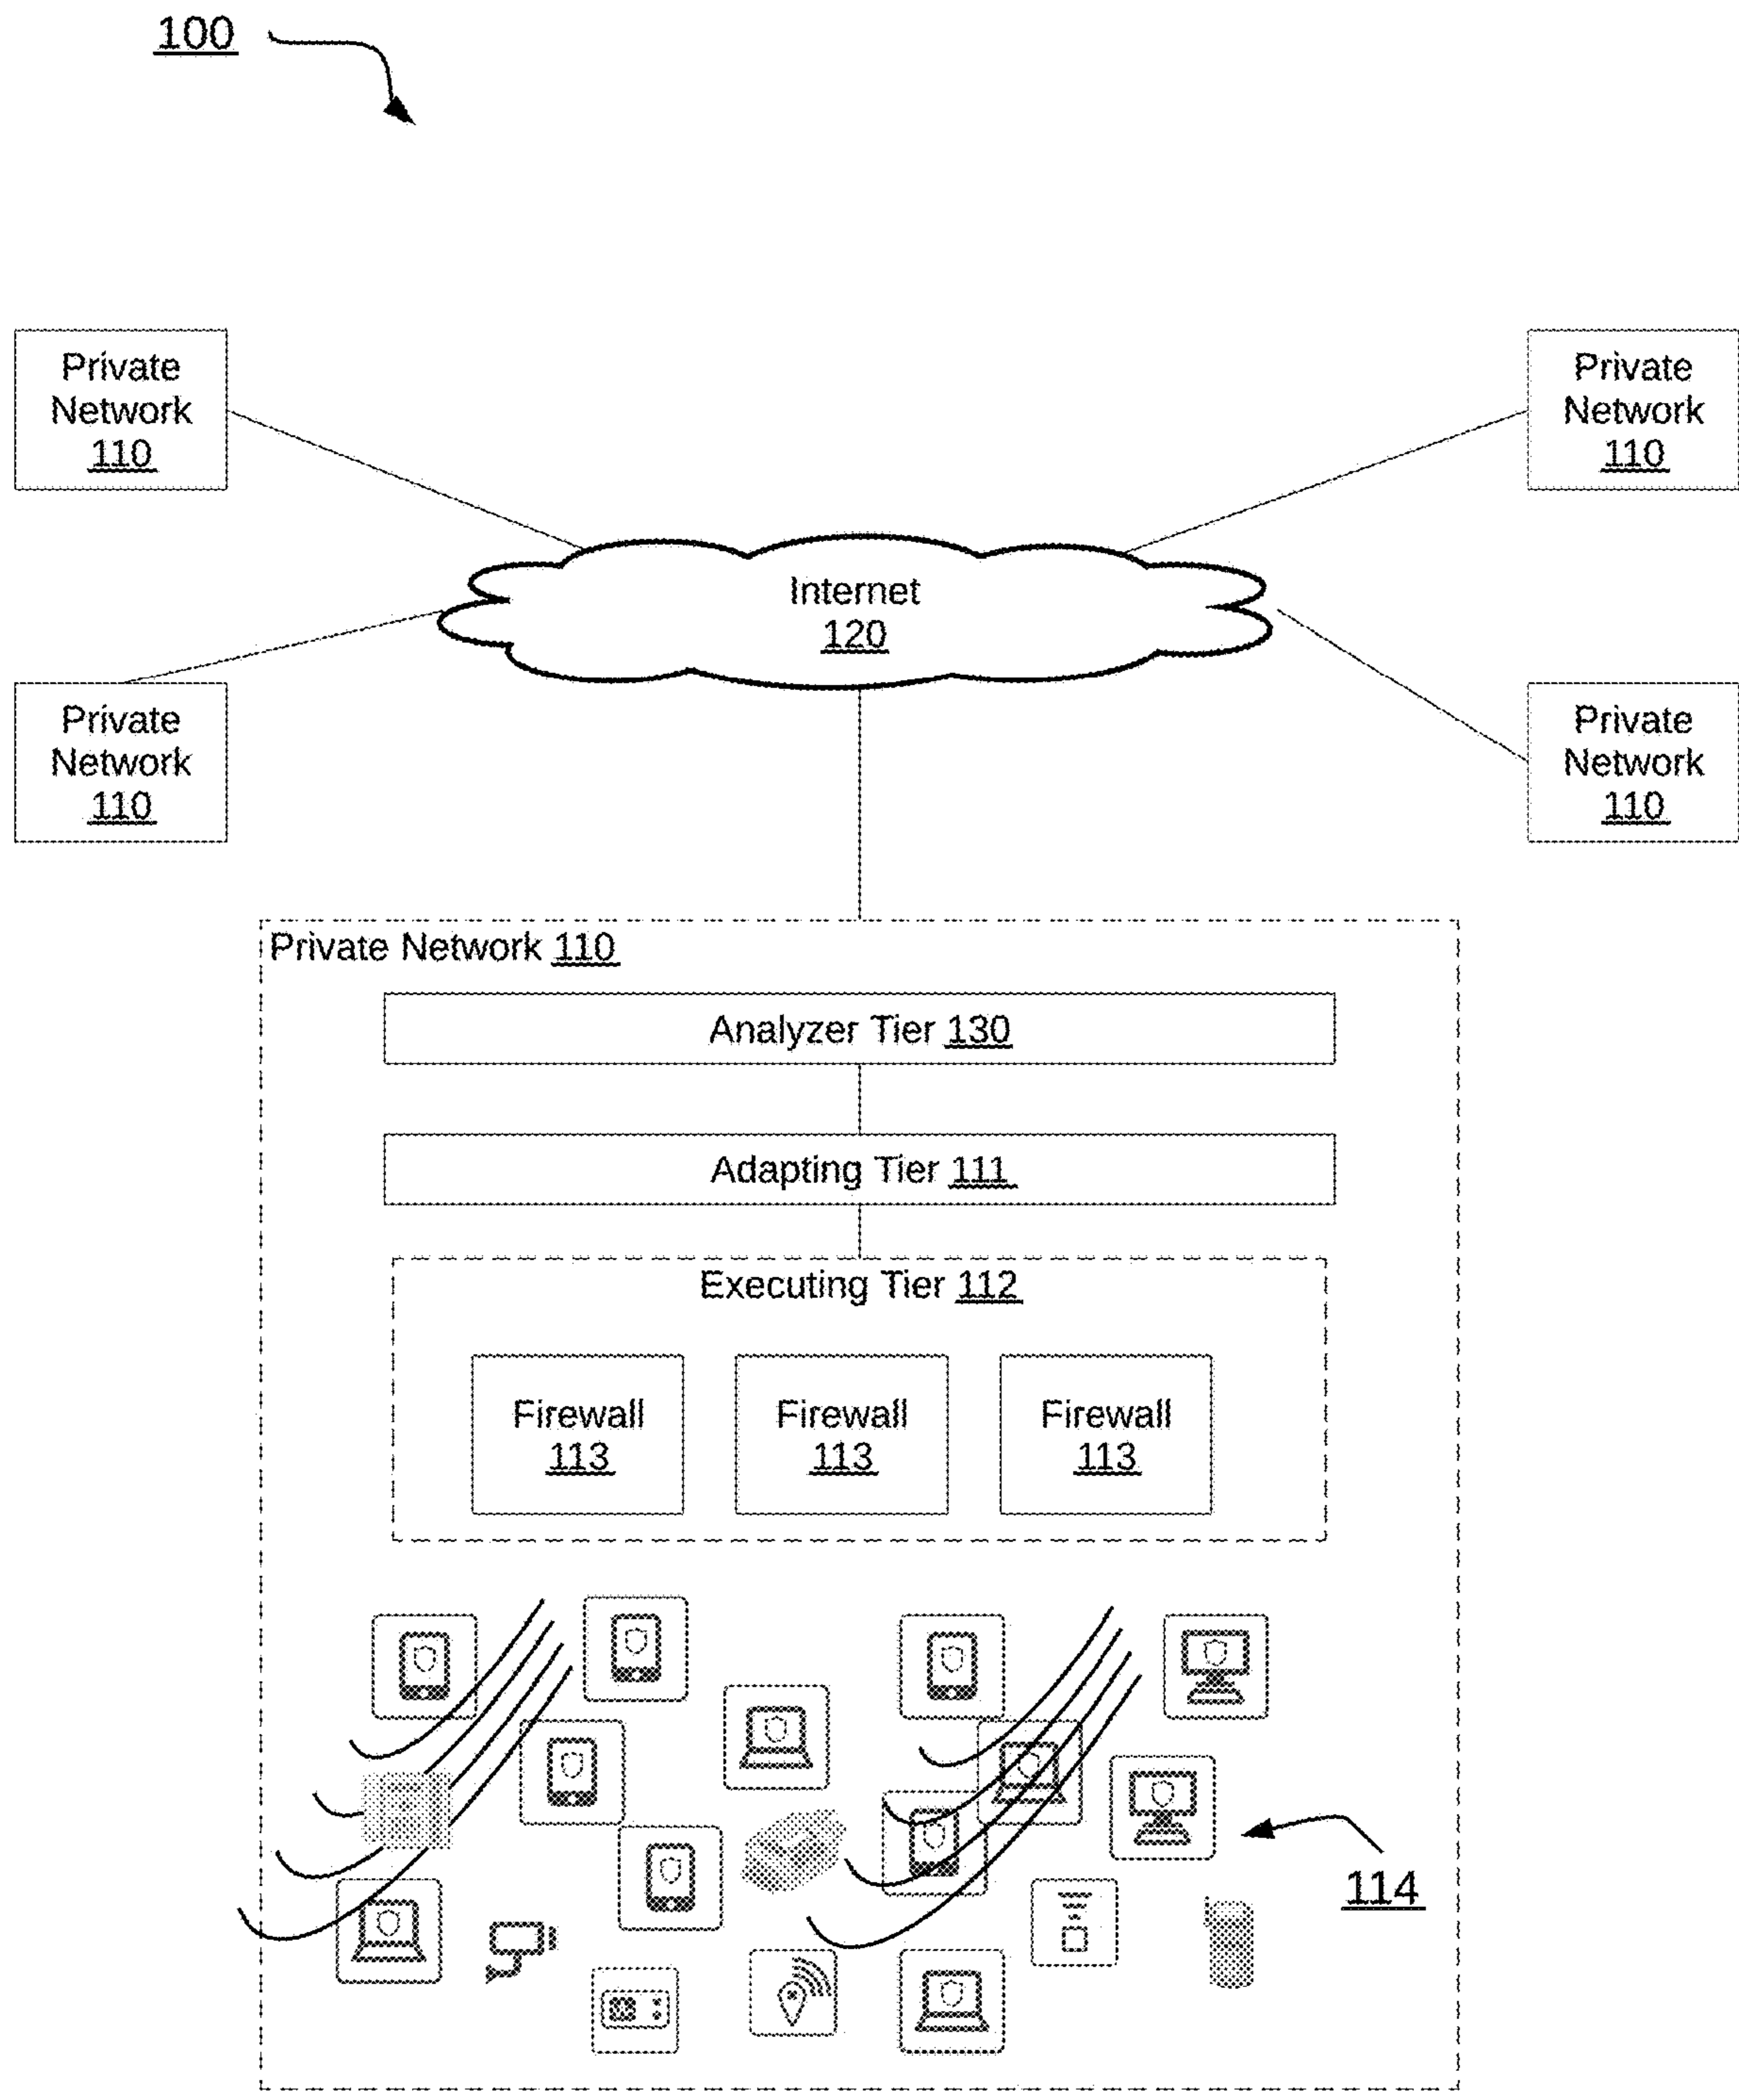 100
Private
Network
110
Private
Network
110
Internet
120
Private
Network
110
Private
Network
110
Private Network 110
Analyzer Tier 130
Adapting Tier 111
Executing Tier 112
Firewall
113
Firewall
113
Firewall
113
114